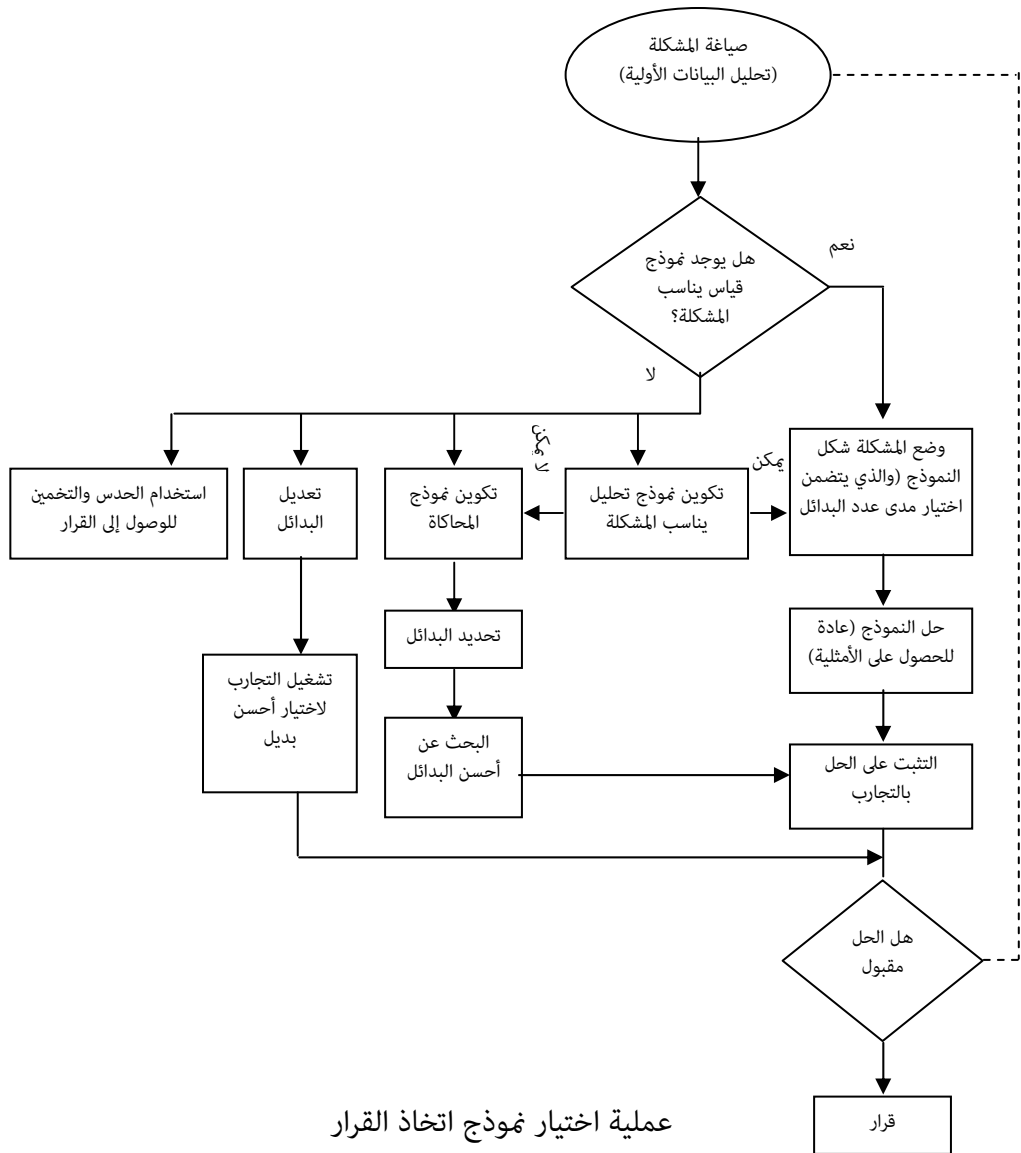 صياغة المشكلة
(تحليل البيانات الأولية)
هل يوجد نموذج
قياس يناسب
المشكلة؟
نعم
لا
وضع المشكلة شكل
النموذج (والذي يتضمن
اختيار مدى عدد البدائل
يمكن
تكوين نموذج تحليل
يناسب المشكلة
لا يمكن
تكوين نموذج
المحاكاة
تعديل
البدائل
استخدام الحدس والتخمين
للوصول إلى القرار
حل النموذج (عادة
للحصول على الأمثلية)
تحديد البدائل
تشغيل التجارب
لاختيار أحسن
بديل
البحث عن
أحسن البدائل
التثبت على الحل
بالتجارب
هل الحل
مقبول
قرار
عملية اختيار نموذج اتخاذ القرار